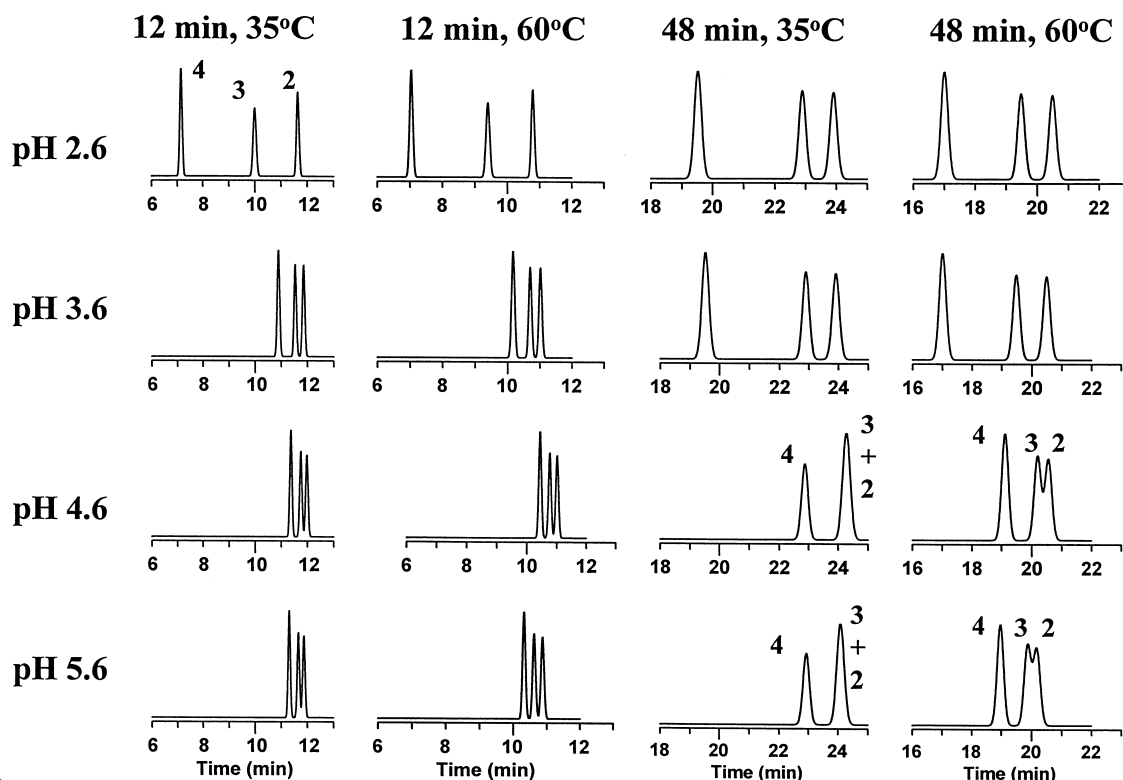 12 min, 35°C 12 min, 60°C 48 min, 35°C 48 min, 60°C
4 3 2
pH 2.6
6 8 10 12 6 8 10 12 18 20 22 24 16 18 20 22
pH 3.6
6 8 10 12 6 8 10 12 18 20 22 24 16 18 20 22
4 3 + 2 4 3 2
pH 4.6
6 8 10 12 6 8 10 12 18 20 22 24 16 18 20 22
4 3 + 2 4 3 2
pH 5.6
6 8 10 12 6 8 10 12 18 20 22 24 16 18 20 22
Time (min) Time (min) Time (min) Time (min)